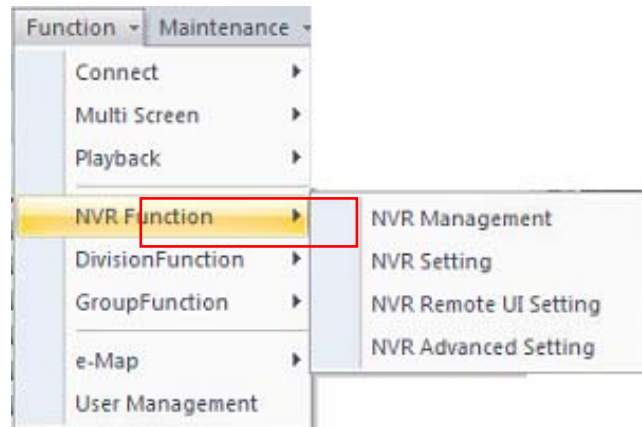 Function Maintenance
Connect
Multi Screen
Playback
NVR Function
DivisionFunction
GroupFunction
e-Map
User Management
NVR Management
NVR Setting
NVR Remote UI Setting
NVR Advanced Setting